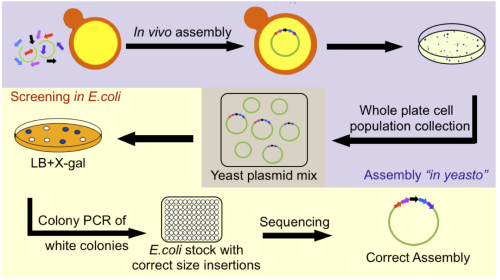 In vivo assembly
Whole plate cell
population collection
Screening in E.coli
LB+X-gal
Yeast plasmid mix
Assembly “in yeasto”
Colony PCR of
white colonies
E.coli stock with
correct size insertions
Sequencing
Correct Assembly